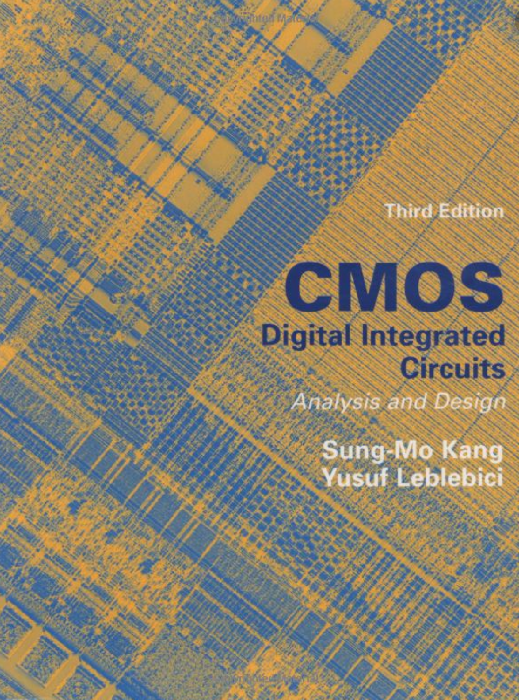 Third Edition
CMOS
Digital Integrated
Circuits
Analysis and Design
Sung-Mo Kang
Yusuf Leblebici